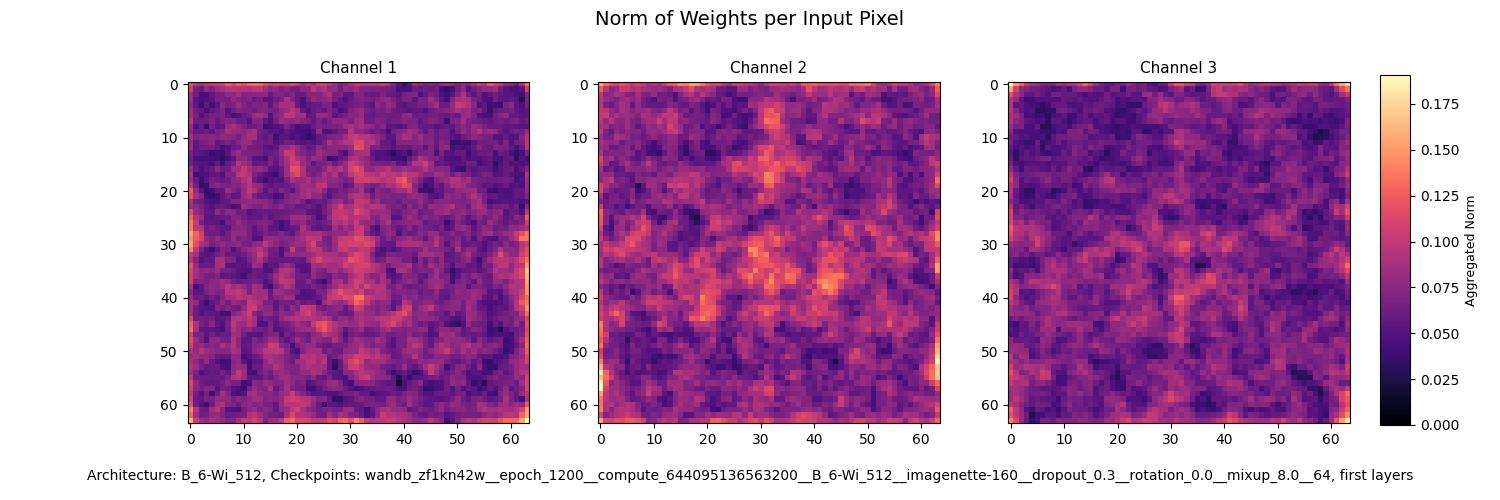 Norm of Weights per Input Pixel
Channel 1 Channel 2 Channel 3
0 0 0 0.175
10 10 10 0.150
20 20 20 0.125
30 30 30 0.100
40 40 40 0.075
50 50 50 0.050
60 60 60 0.025
0.000
Aggregated Norm
0 10 20 30 40 50 60 0 10 20 30 40 50 60 0 10 20 30 40 50 60
Architecture: B_6-Wi_512, Checkpoints: wandb_zf1kn42w__epoch_1200__compute_644095136563200__B_6-Wi_512__imagenette-160__dropout_0.3__rotation_0.0__mixup_8.0__64, first layers